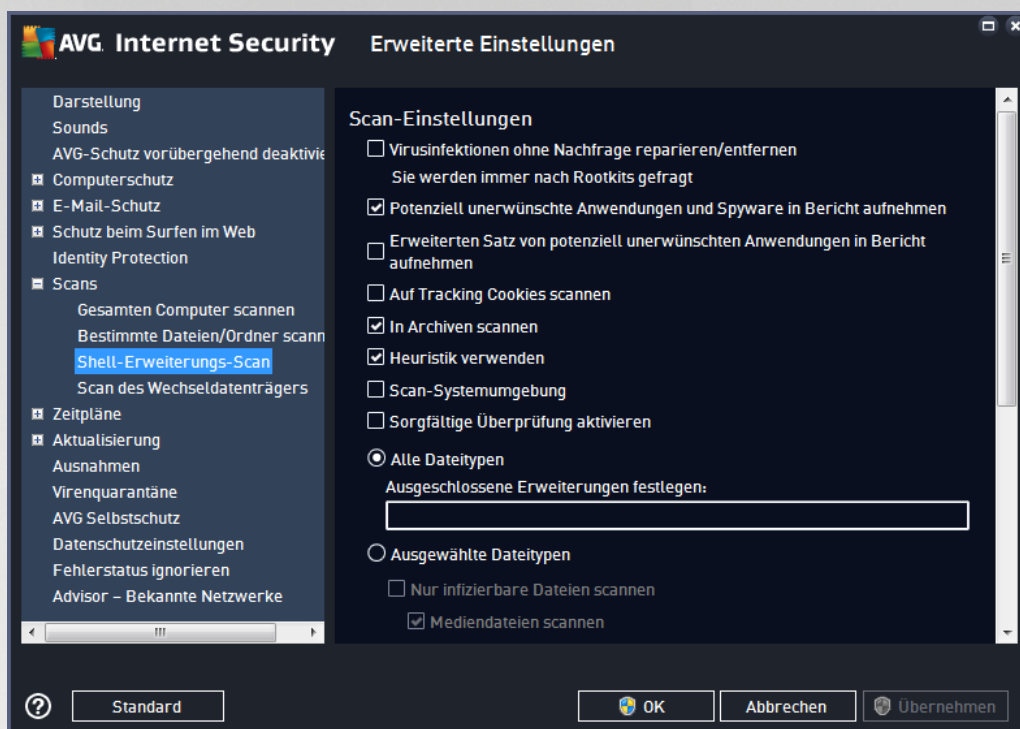 AVG. Internet Security
Erweiterte Einstellungen
Darstellung
Sounds
AVG-Schutz vorübergehend deaktivie
Computerschutz
E-Mail-Schutz
Schutz beim Surfen im Web
Identity Protection
Scans
Gesamten Computer scannen
Bestimmte Dateien/Ordner scann
Shell-Erweiterungs-Scan
Scan des Wechseldatenträgers
Zeitpläne
Aktualisierung
Ausnahmen
Virenquarantäne
AVG Selbstschutz
Datenschutzeinstellungen
Fehlerstatus ignorieren
Advisor – Bekannte Netzwerke
Scan-Einstellungen
Virusinfektionen ohne Nachfrage reparieren/entfernen
Sie werden immer nach Rootkits gefragt
Potenziell unerwünschte Anwendungen und Spyware in Bericht aufnehmen
Erweiterten Satz von potenziell unerwünschten Anwendungen in Bericht
aufnehmen
Auf Tracking Cookies scannen
In Archiven scannen
Heuristik verwenden
Scan-Systemumgebung
Sorgfältige Überprüfung aktivieren
Alle Dateitypen
Ausgeschlossene Erweiterungen festlegen:
Ausgewählte Dateitypen
Nur infizierbare Dateien scannen
Mediendateien scannen
Standard
OK
Abbrechen
Übernehmen